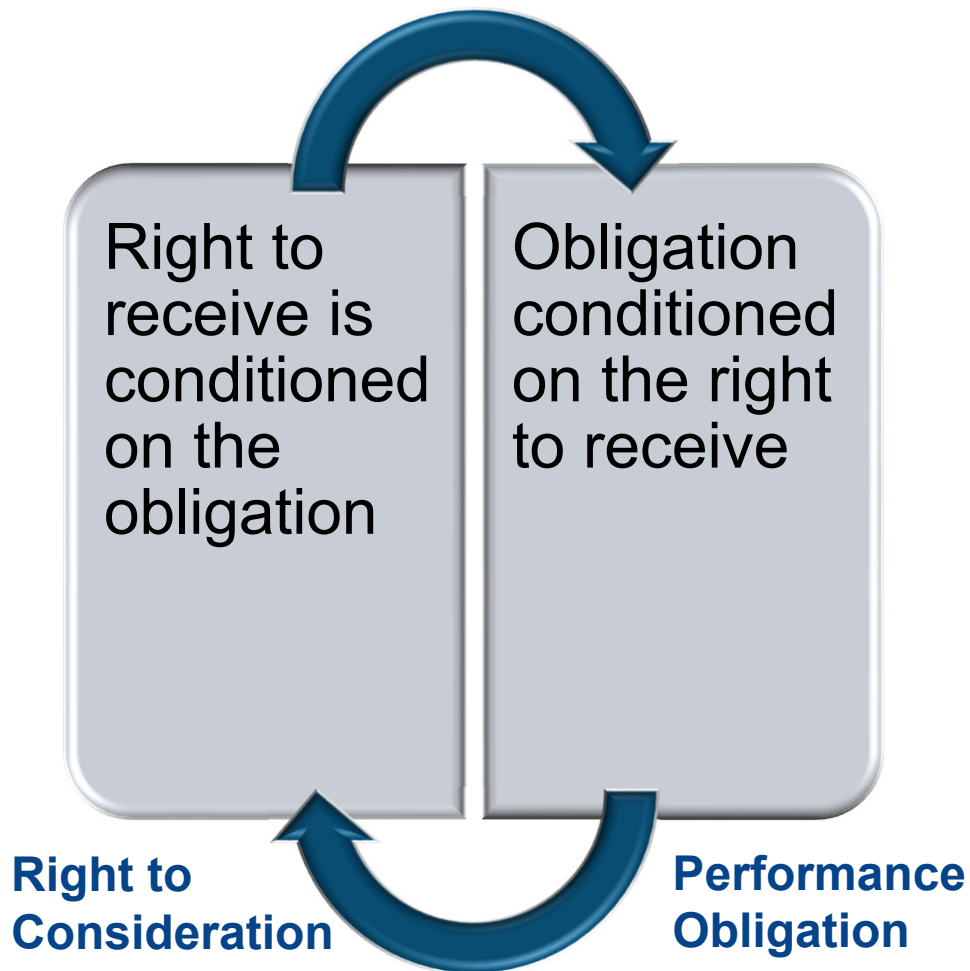 Right to
receive is
conditioned
on the
obligation
Obligation
conditioned
on the right
to receive
Right to
Consideration
Performance
Obligation